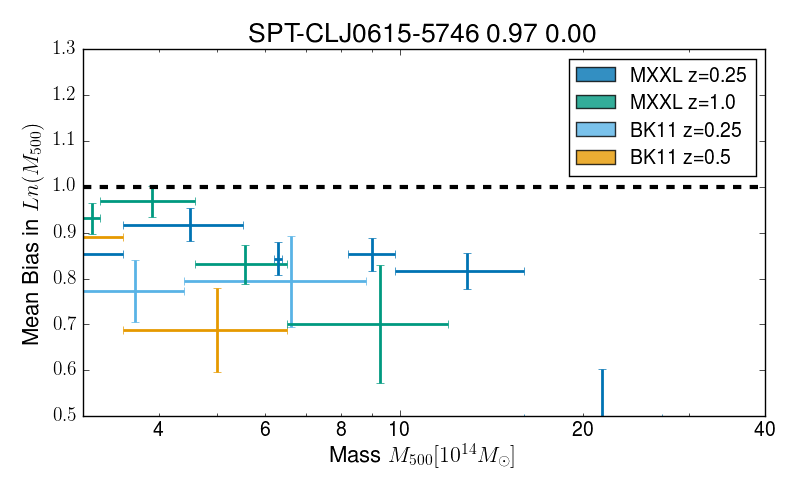 SPT-CLJ0615-5746 0.97 0.00
1.3
1.2
1.1
1.0
0.9
0.8
0.7
0.6
0.5
Mean Bias in Ln(M₅₀₀)
MXXL z=0.25
MXXL z=1.0
BK11 z=0.25
BK11 z=0.5
4 6 8 10 20 40
Mass M₅₀₀[10¹⁴M⊙]